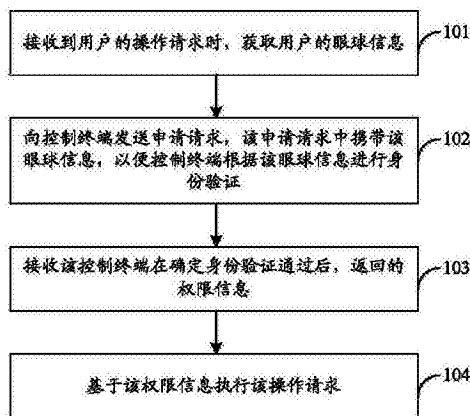 接收到用户的操作请求时，获取用户的眼球信息
101
向控制终端发送申请请求，该申请请求中携带该
眼球信息，以便控制终端根据该眼球信息进行身
份验证
102
接收该控制终端在确定身份验证通过后，返回的
权限信息
103
基于该权限信息执行该操作请求
104